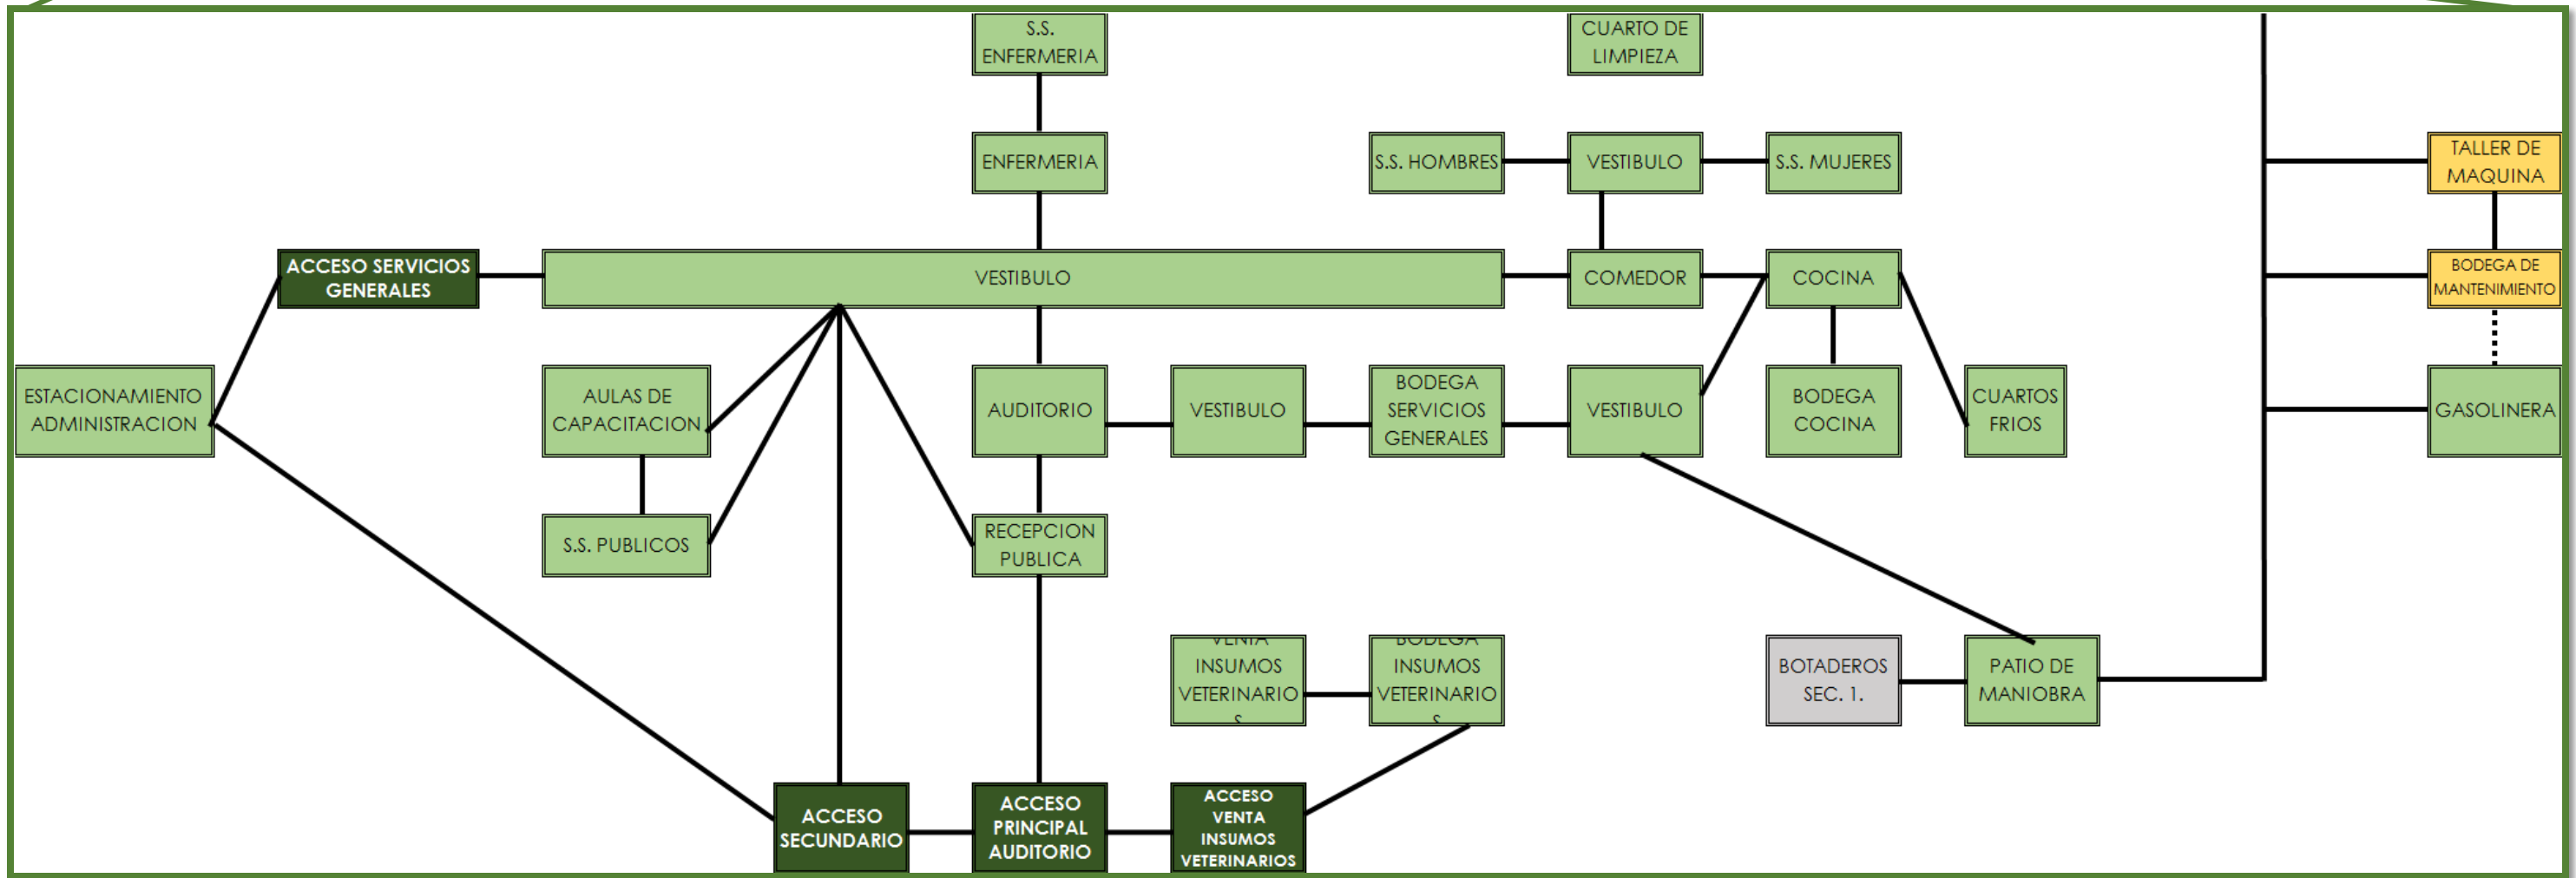 S.S.
ENFERMERIA
CUARTO DE
LIMPIEZA
ENFERMERIA
S.S. HOMBRES
VESTIBULO
S.S. MUJERES
TALLER DE
MAQUINA
ACCESO SERVICIOS
GENERALES
VESTIBULO
COMEDOR
COCINA
BODEGA DE
MANTENIMIENTO
ESTACIONAMIENTO
ADMINISTRACION
AULAS DE
CAPACITACION
AUDITORIO
VESTIBULO
BODEGA
SERVICIOS
GENERALES
VESTIBULO
BODEGA
COCINA
CUARTOS
FRIOS
GASOLINERA
S.S. PUBLICOS
RECEPCION
PUBLICA
VENTA
INSUMOS
VETERINARIO
S
BODEGA
INSUMOS
VETERINARIO
S
BOTADEROS
SEC. 1.
PATIO DE
MANIOBRA
ACCESO
SECUNDARIO
ACCESO
PRINCIPAL
AUDITORIO
ACCESO
VENTA
INSUMOS
VETERINARIOS